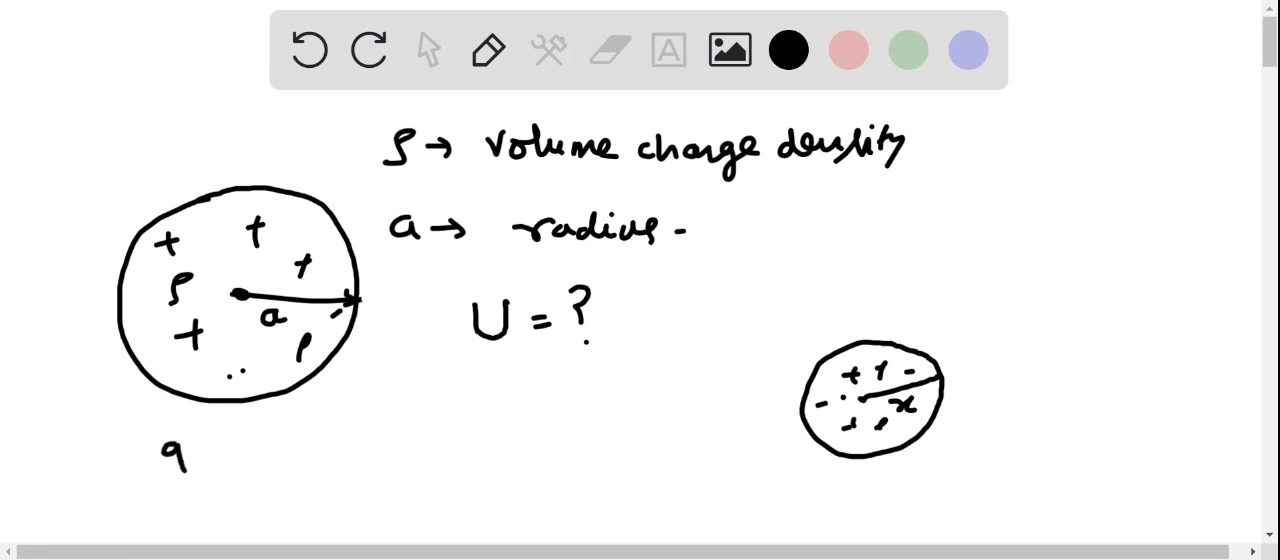 ρ → volume charge density
a → radius -
U = ?
+ + +
ρ
a
+ ρ
+ + -
- x
+
q
A